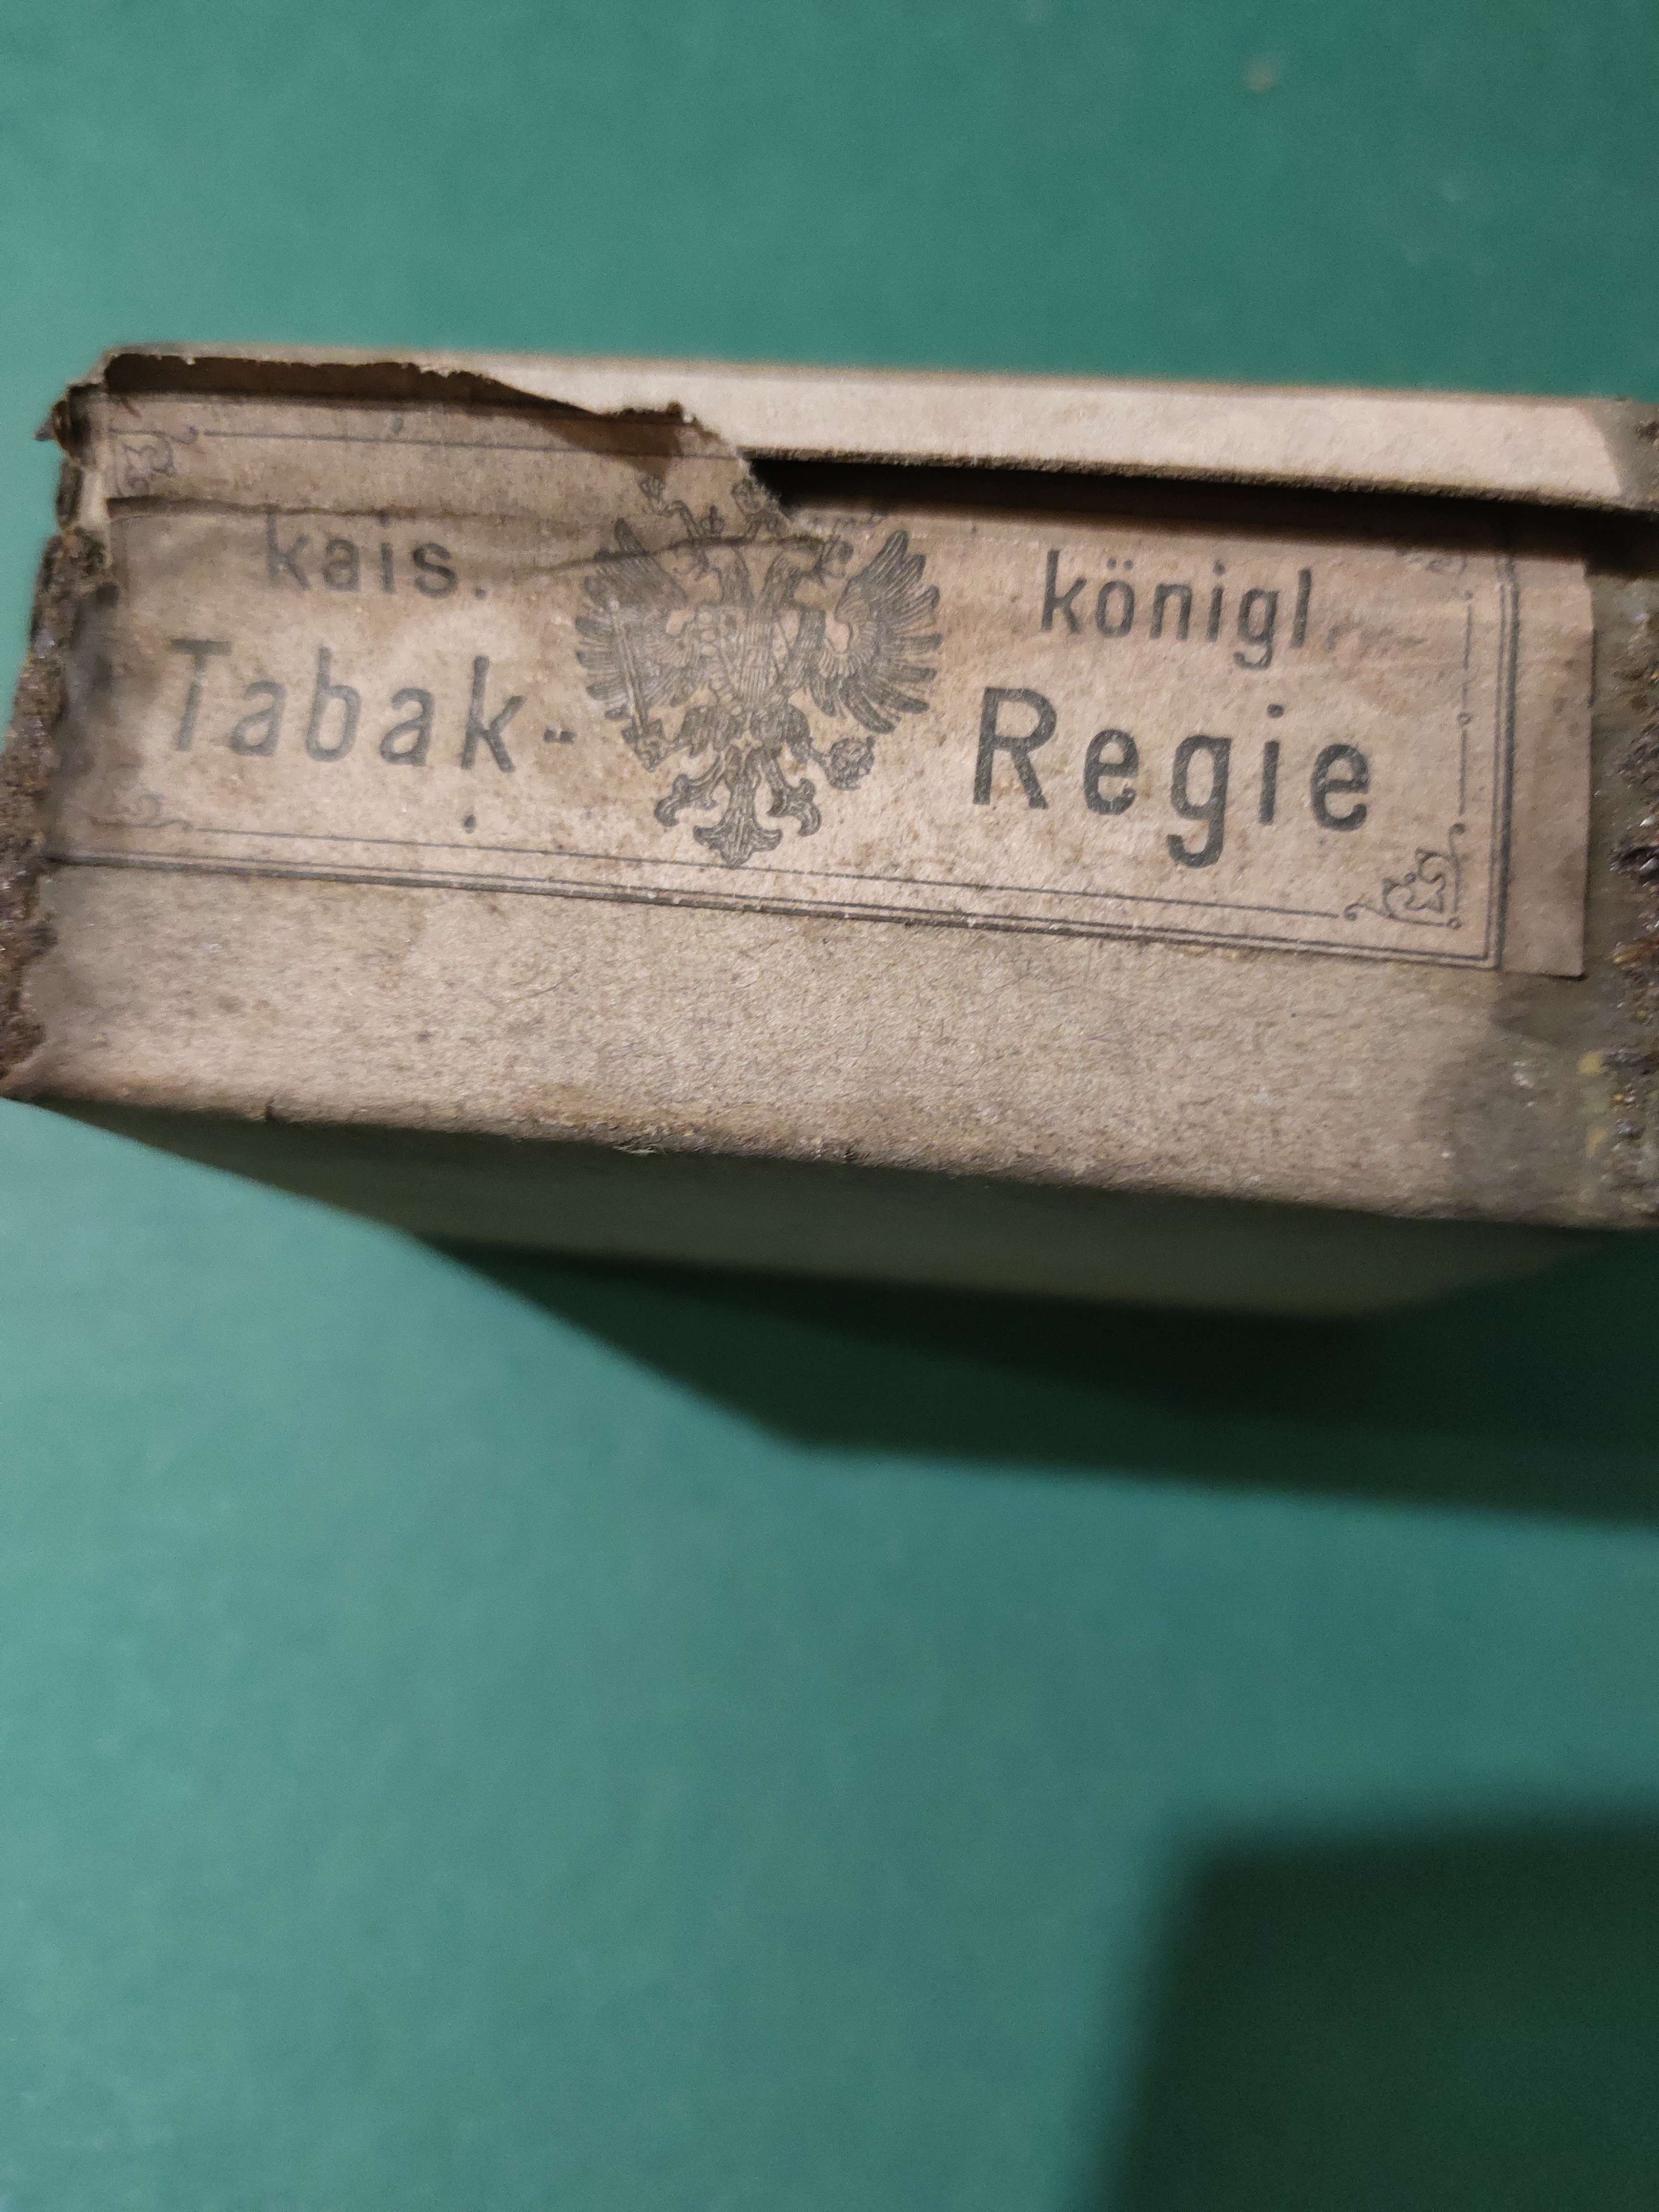 kais. königl.
Tabak- Regie